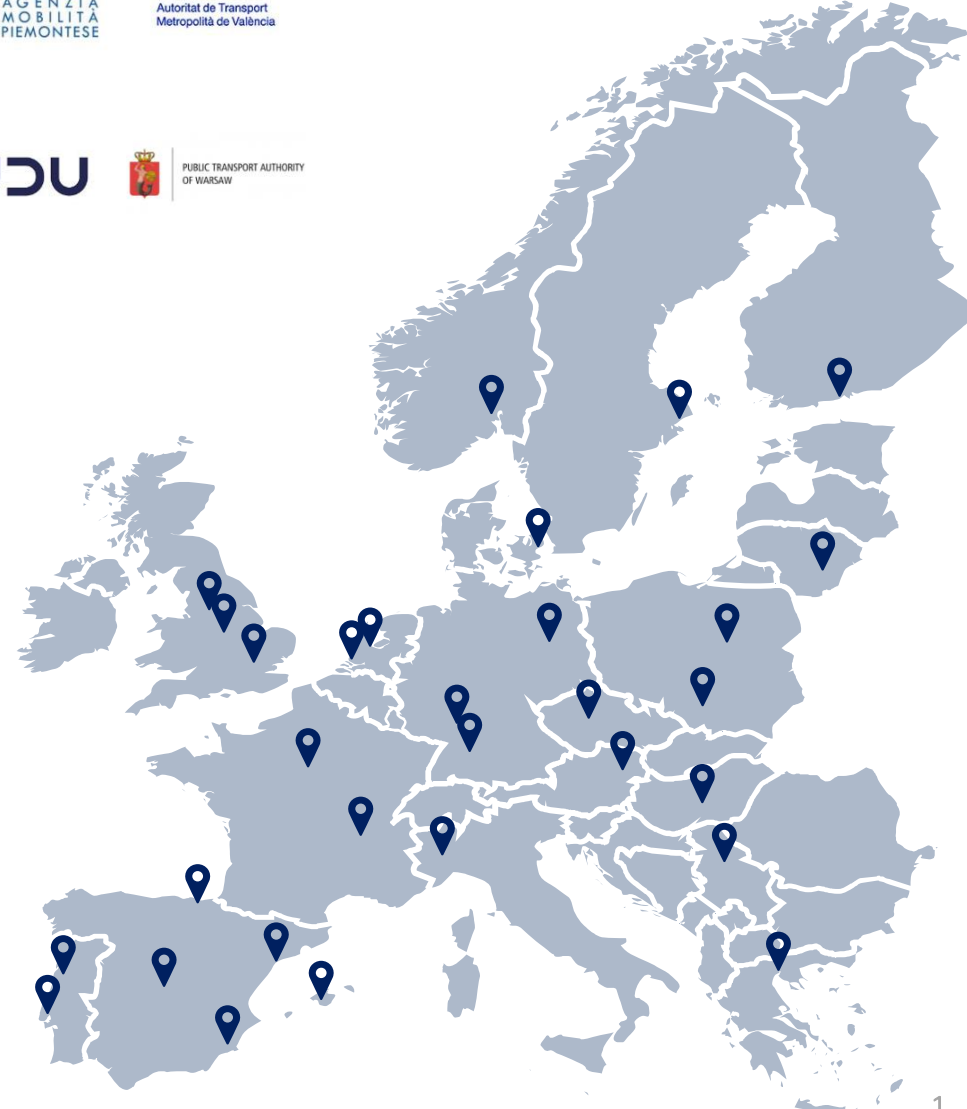 AGENZIA
MOBILITÀ
PIEMONTESE
Autoritat de Transport
Metropolità de València
DU
PUBLIC TRANSPORT AUTHORITY
OF WARSAW
1